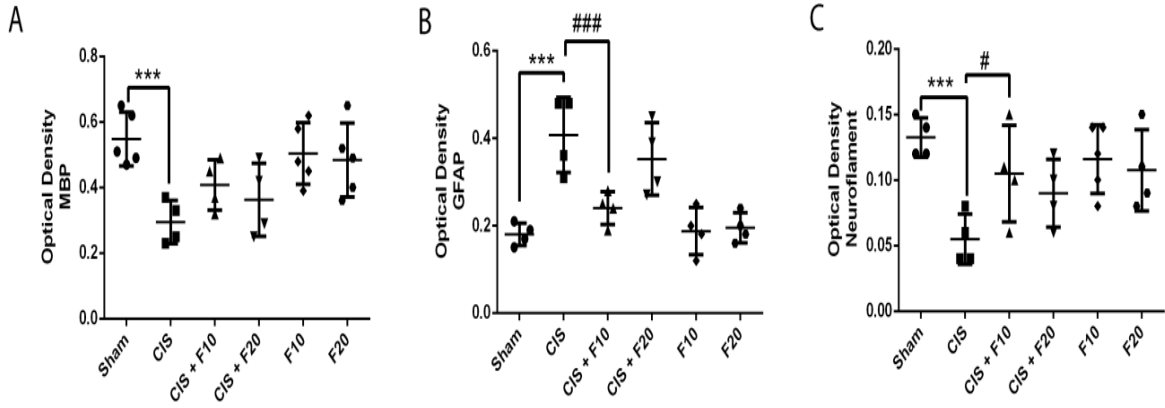 A
Optical Density
MBP
0.8
0.6
0.4
0.2
0.0
***
Sham
CIS
CIS + F10
CIS + F20
F10
F20
B
Optical Density
GFAP
0.6
0.4
0.2
0.0
***
###
Sham
CIS
CIS + F10
CIS + F20
F10
F20
C
Optical Density
Neuroflament
0.20
0.15
0.10
0.05
0.00
***
#
Sham
CIS
CIS + F10
CIS + F20
F10
F20